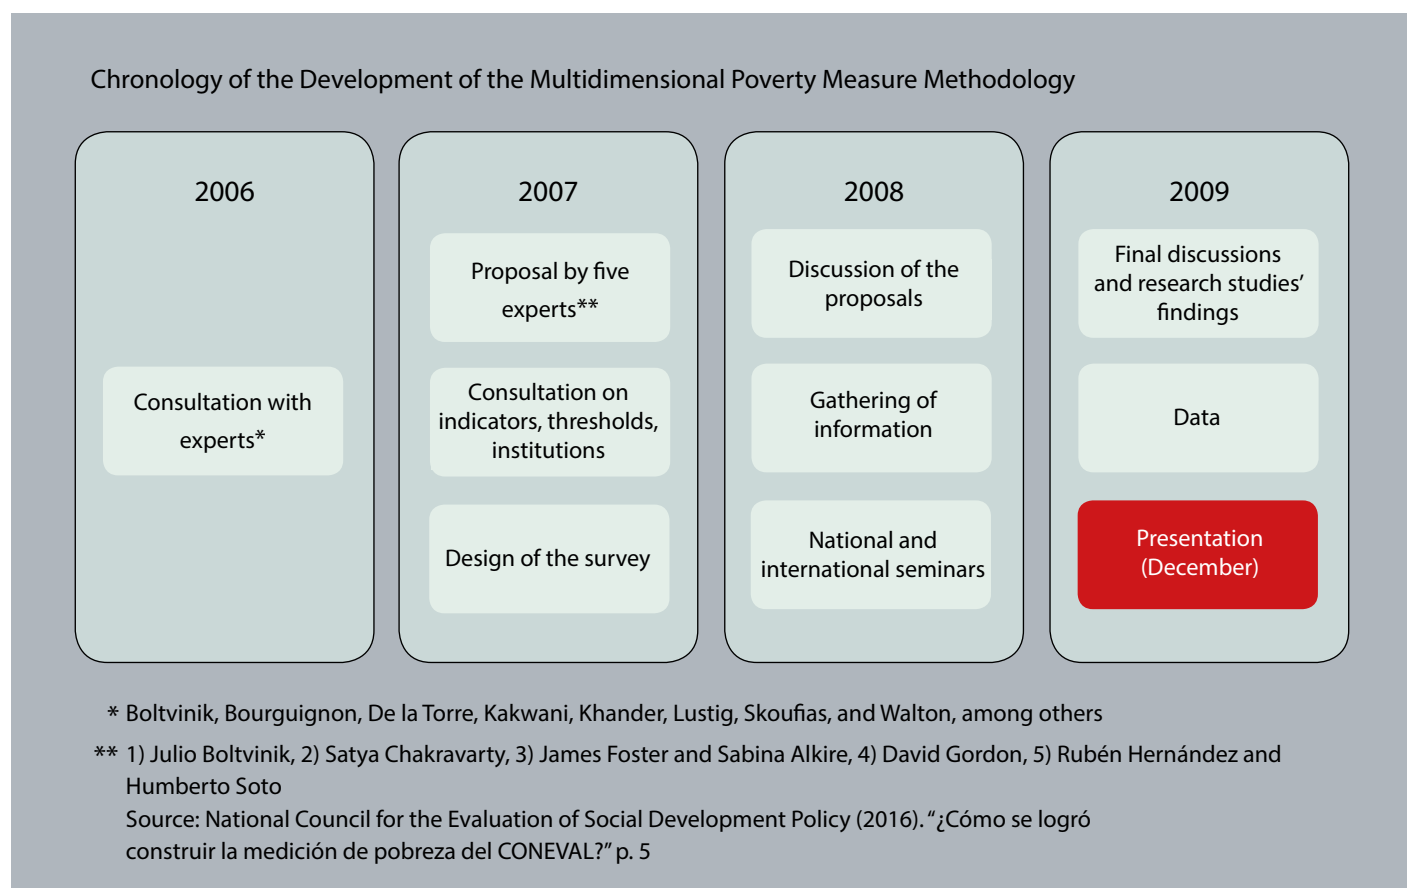 Chronology of the Development of the Multidimensional Poverty Measure Methodology
2006
Consultation with
experts*
2007
Proposal by five
experts**
Consultation on
indicators, thresholds,
institutions
Design of the survey
2008
Discussion of the
proposals
Gathering of
information
National and
international seminars
2009
Final discussions
and research studies’
findings
Data
Presentation
(December)
* Boltvinik, Bourguignon, De la Torre, Kakwani, Khander, Lustig, Skoufias, and Walton, among others
** 1) Julio Boltvinik, 2) Satya Chakravarty, 3) James Foster and Sabina Alkire, 4) David Gordon, 5) Rubén Hernández and
Humberto Soto
Source: National Council for the Evaluation of Social Development Policy (2016). “¿Cómo se logró
construir la medición de pobreza del CONEVAL?” p. 5